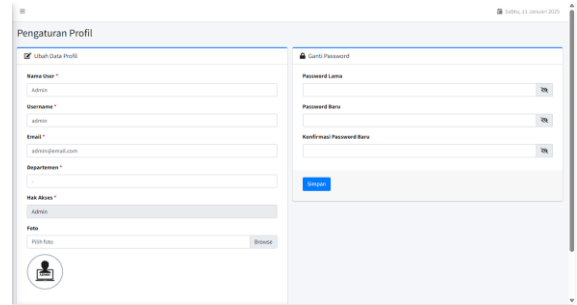 Sabtu, 11 Januari 2025
Pengaturan Profil
Ubah Data Profil
Nama User *
Admin
Username *
admin
Email *
admin@email.com
Departemen *
-
Hak Akses *
Admin
Foto
Pilih foto
Browse
Ganti Password
Password Lama
Password Baru
Konfirmasi Password Baru
Simpan